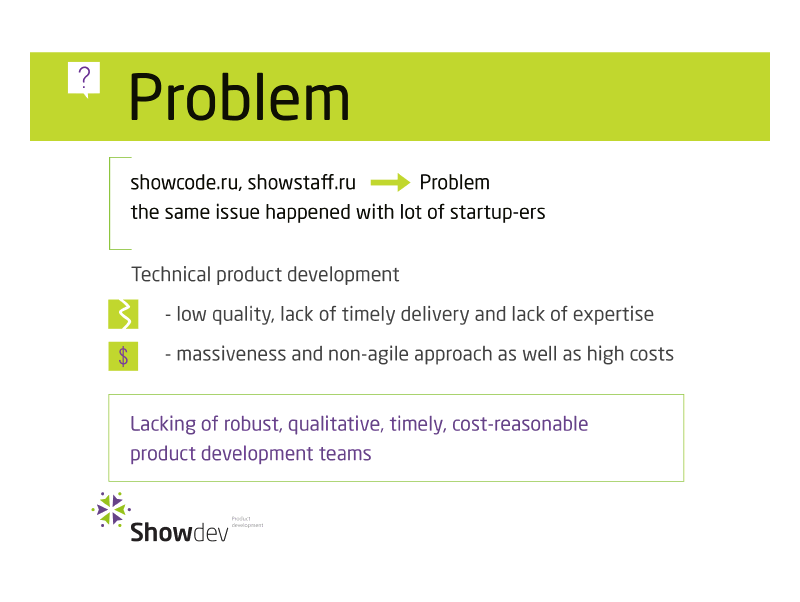 ?
Problem
showcode.ru, showstaff.ru Problem
the same issue happened with lot of startup-ers
Technical product development
- low quality, lack of timely delivery and lack of expertise
$
- massiveness and non-agile approach as well as high costs
Lacking of robust, qualitative, timely, cost-reasonable
product development teams
Showdev
Product
development